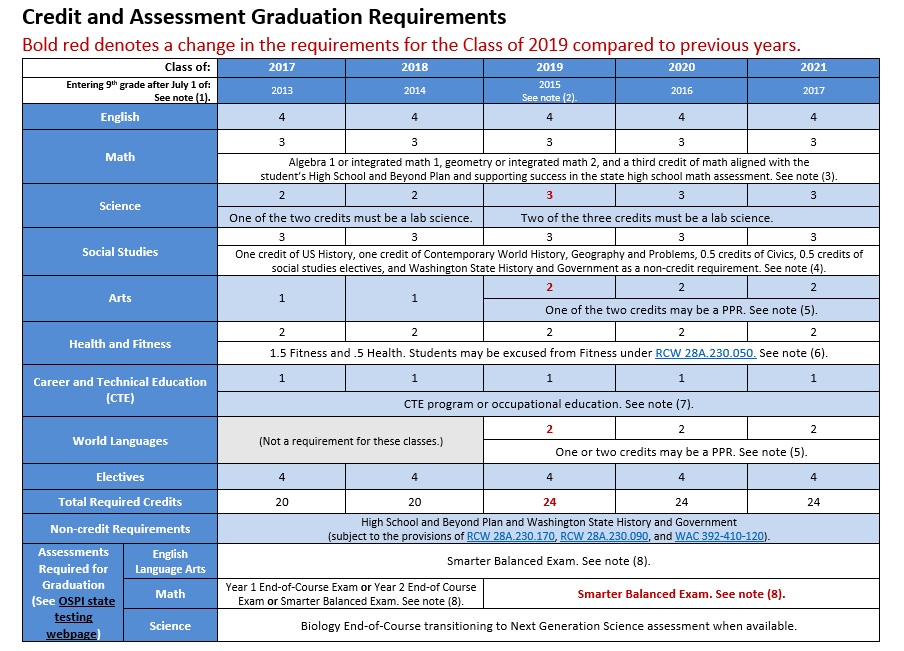 Credit and Assessment Graduation Requirements
Bold red denotes a change in the requirements for the Class of 2019 compared to previous years.
Class of: 2017 2018 2019 2020 2021
Entering 9th grade after July 1 of:
See note (1).
2013 2014 2015 2016 2017
See note (2).
English 4 4 4 4 4
Math 3 3 3 3 3
Algebra 1 or integrated math 1, geometry or integrated math 2, and a third credit of math aligned with the
student's High School and Beyond Plan and supporting success in the state high school math assessment. See note (3).
Science 2 2 3 3 3
One of the two credits must be a lab science. Two of the three credits must be a lab science.
Social Studies 3 3 3 3 3
One credit of US History, one credit of Contemporary World History, Geography and Problems, 0.5 credits of Civics, 0.5 credits of
social studies electives, and Washington State History and Government as a non-credit requirement. See note (4).
Arts 1 1 2 2 2
One of the two credits may be a PPR. See note (5).
Health and Fitness 2 2 2 2 2
1.5 Fitness and .5 Health. Students may be excused from Fitness under RCW 28A.230.050. See note (6).
Career and Technical Education
(CTE)
1 1 1 1 1
CTE program or occupational education. See note (7).
World Languages (Not a requirement for these classes.) 2 2 2
One or two credits may be a PPR. See note (5).
Electives 4 4 4 4 4
Total Required Credits 20 20 24 24 24
Non-credit Requirements
High School and Beyond Plan and Washington State History and Government
(subject to the provisions of RCW 28A.230.170, RCW 28A.230.090, and WAC 392-410-120).
Assessments
Required for
Graduation
(See OSPI state
testing
webpage)
English
Language Arts
Smarter Balanced Exam. See note (8).
Math
Year 1 End-of-Course Exam or Year 2 End-of Course
Exam or Smarter Balanced Exam. See note (8).
Smarter Balanced Exam. See note (8).
Science
Biology End-of-Course transitioning to Next Generation Science assessment when available.